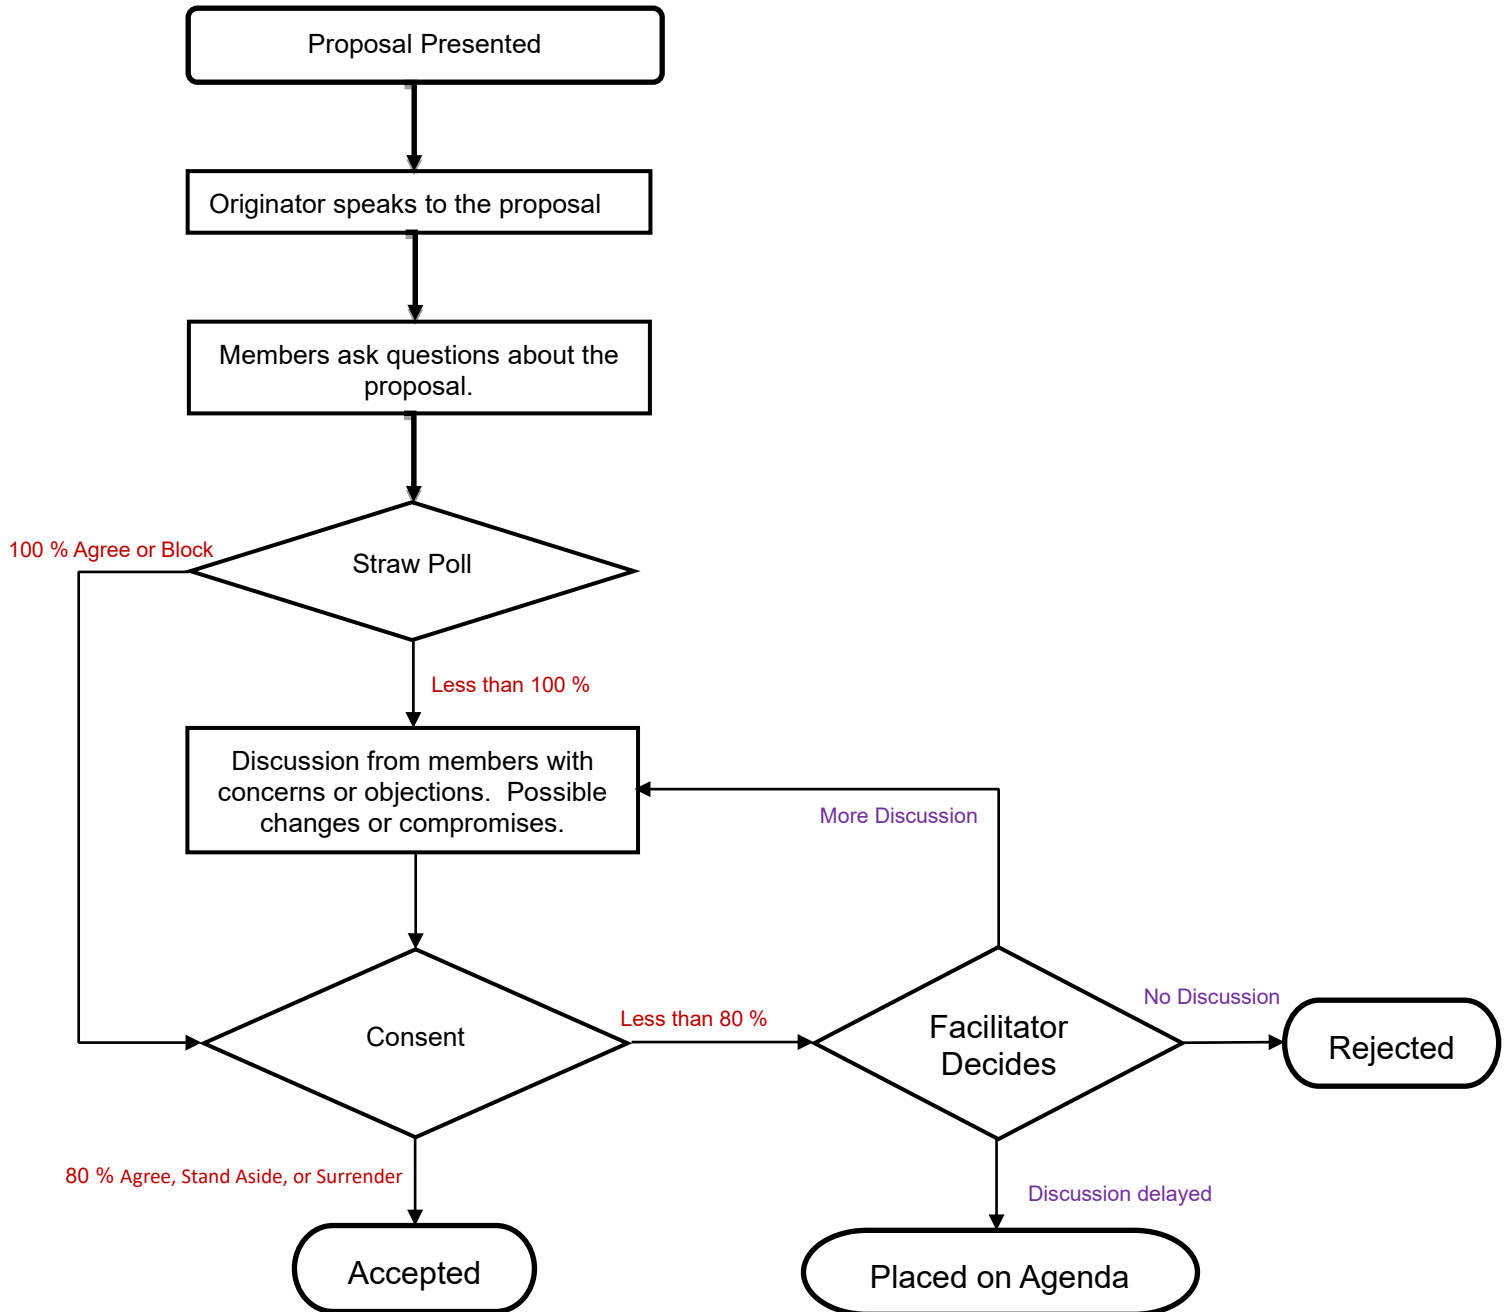 Proposal Presented
Originator speaks to the proposal
Members ask questions about the
proposal.
100 % Agree or Block
Straw Poll
Less than 100 %
Discussion from members with
concerns or objections.  Possible
changes or compromises.
More Discussion
Consent
Less than 80 %
Facilitator
Decides
No Discussion
Rejected
80 % Agree, Stand Aside, or Surrender
Discussion delayed
Accepted
Placed on Agenda